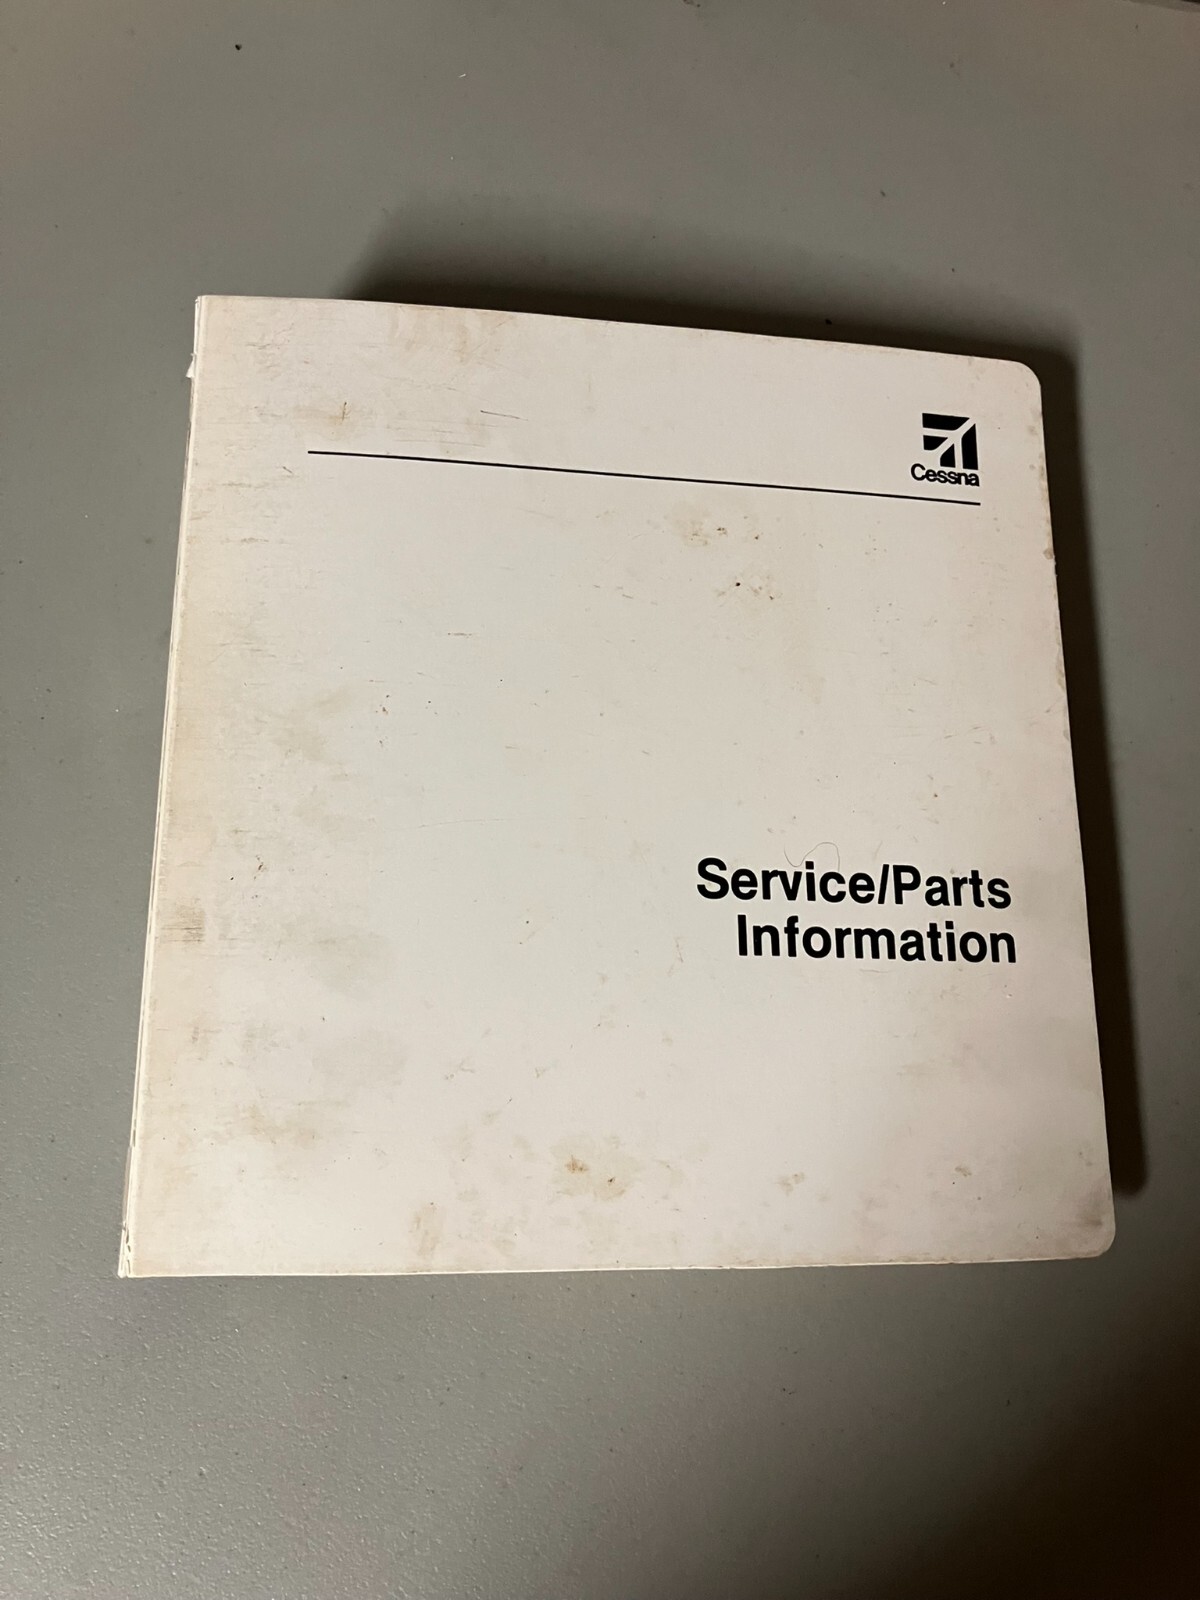 Cessna
Service/Parts
Information